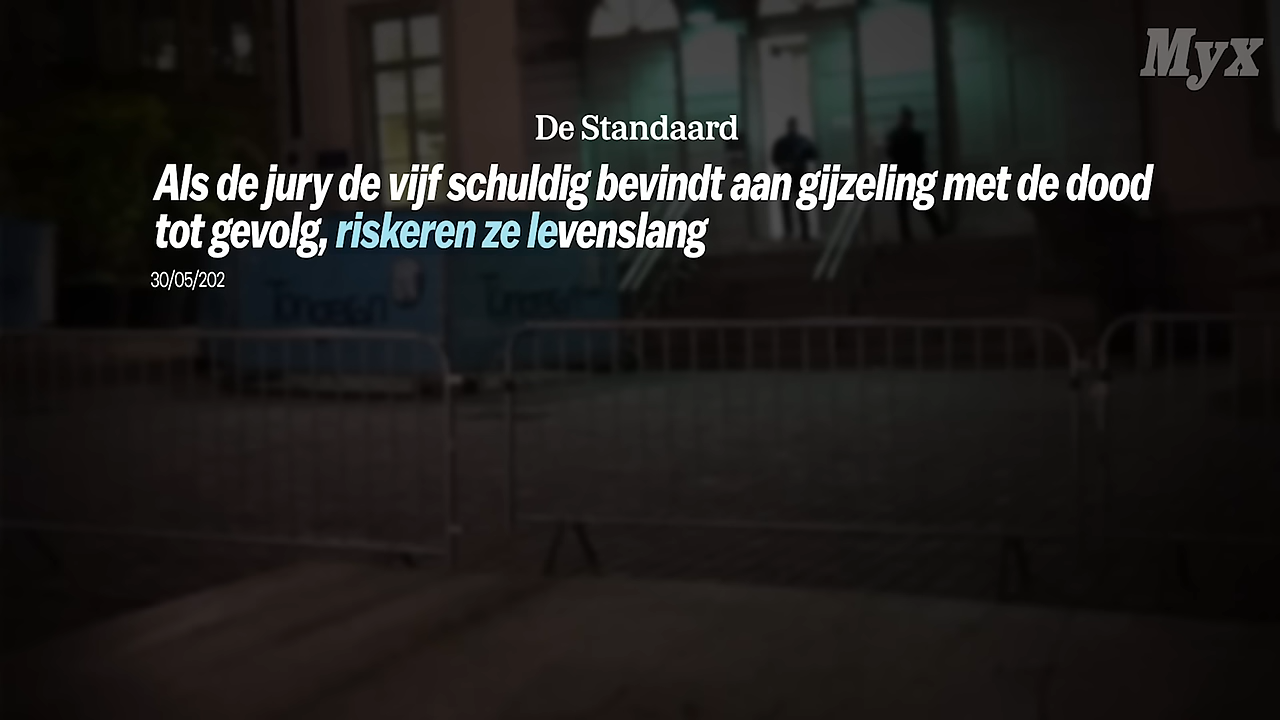 Myx
De Standaard
Als de jury de vijf schuldig bevindt aan gijzeling met de dood
tot gevolg, riskeren ze levenslang
30/05/202